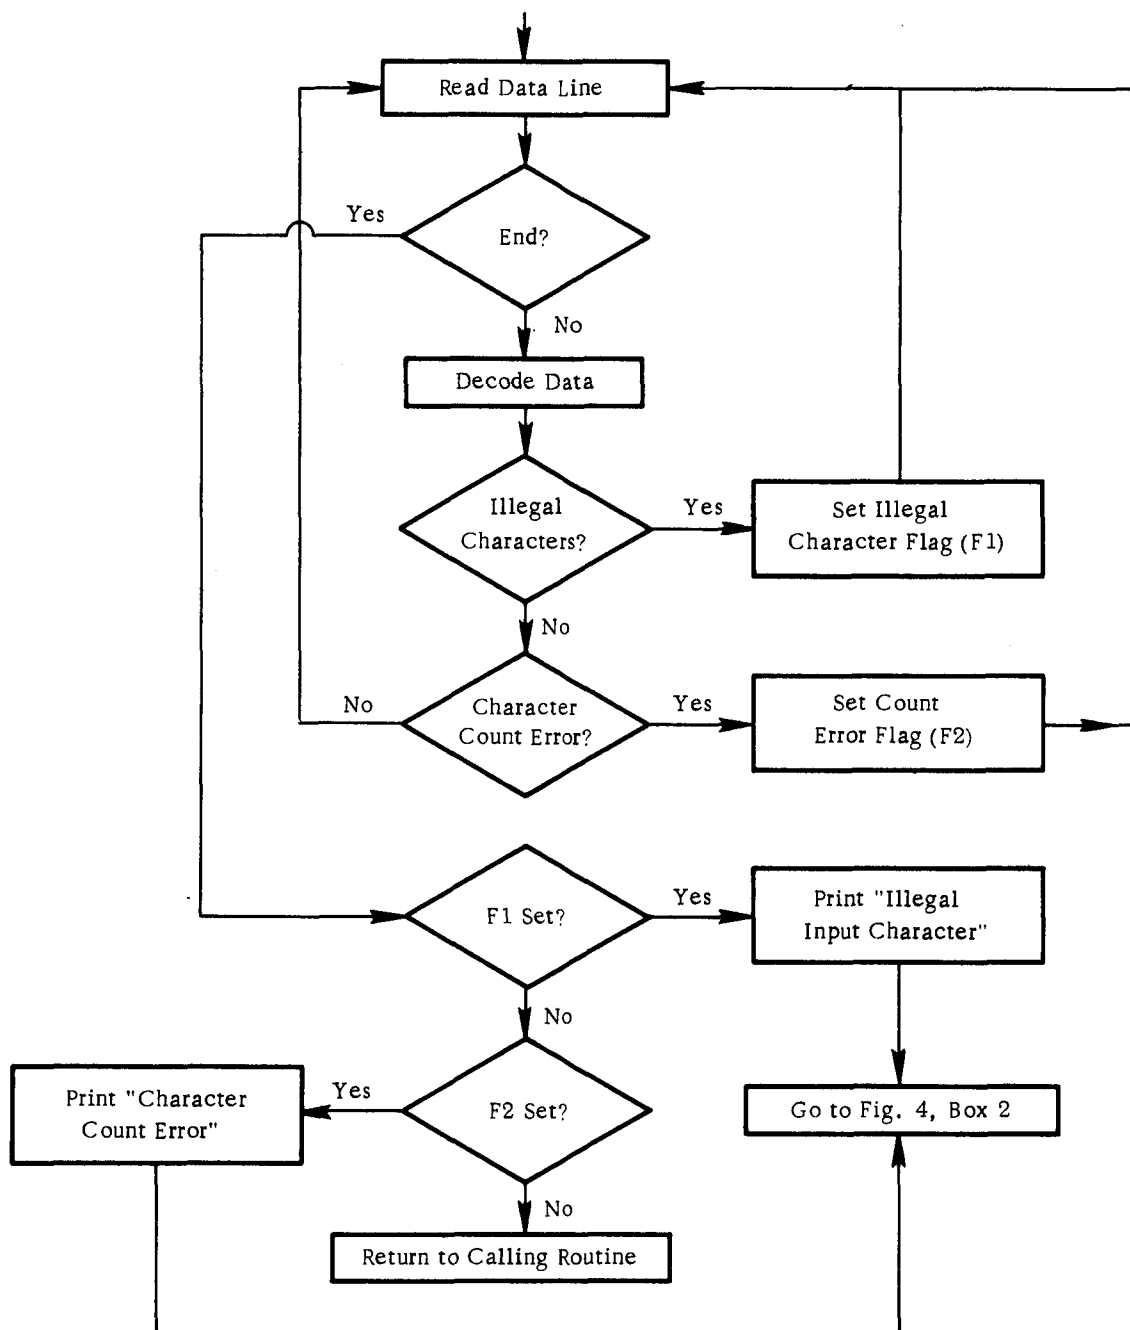 Read Data Line
Yes
End?
No
Decode Data
Illegal
Characters?
Yes
Set Illegal
Character Flag (F1)
No
No
Character
Count Error?
Yes
Set Count
Error Flag (F2)
F1 Set?
Yes
Print "Illegal
Input Character"
No
Print "Character
Count Error"
Yes
F2 Set?
Go to Fig. 4, Box 2
No
Return to Calling Routine